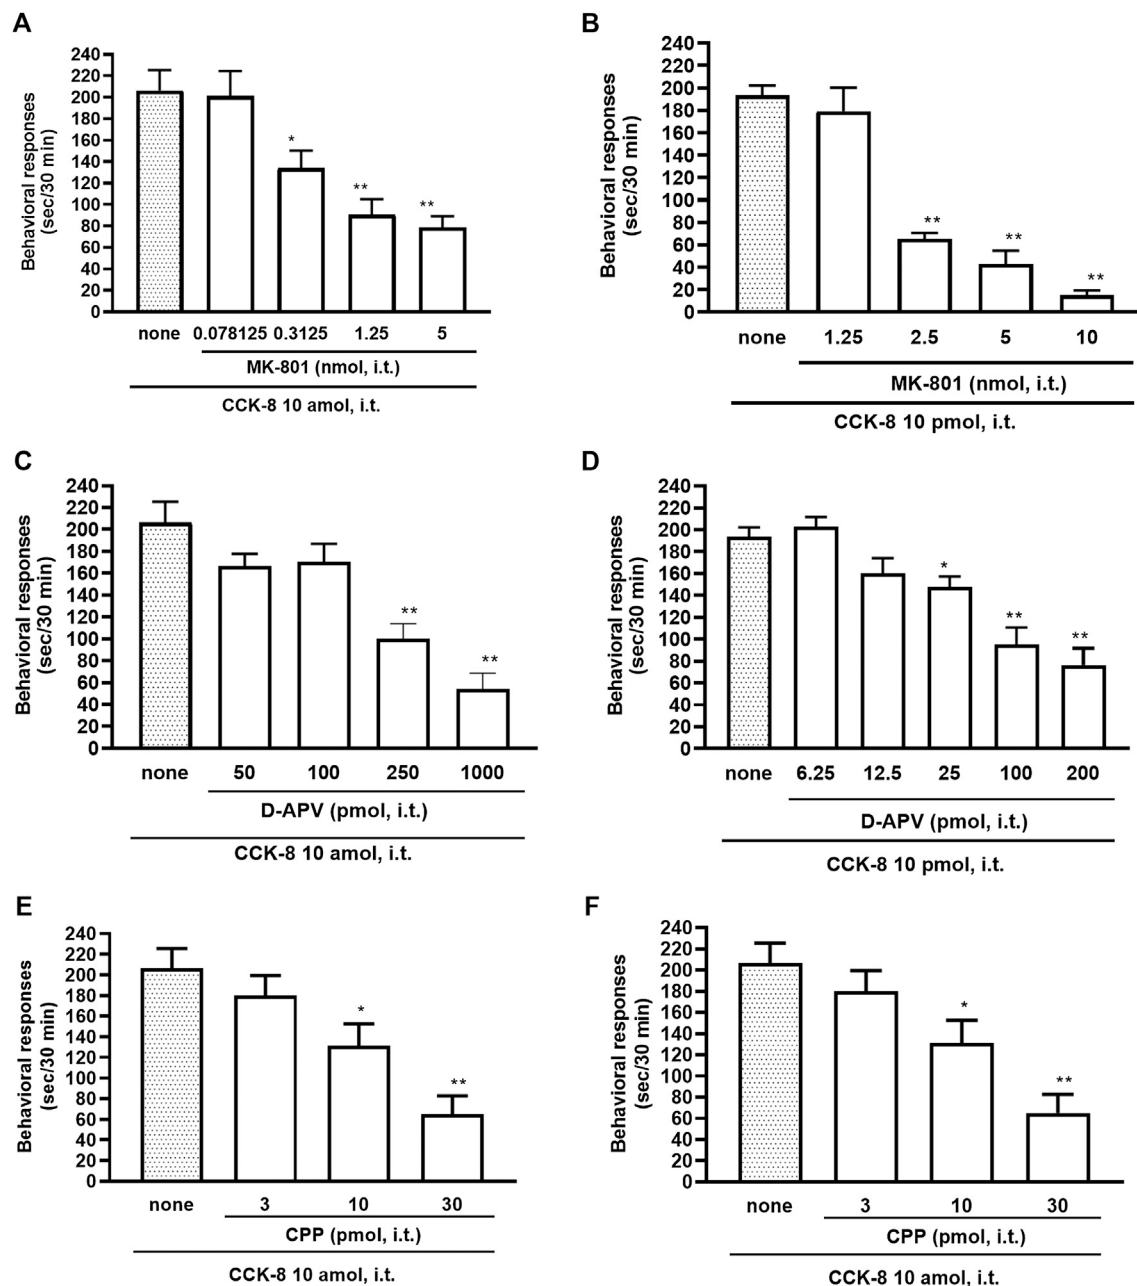 A
Behavioral responses
(sec/30 min)
240
220
200
180
160
140
120
100
80
60
40
20
0
*
**
**
none 0.078125 0.3125 1.25 5
MK-801 (nmol, i.t.)
CCK-8 10 amol, i.t.
B
Behavioral responses
(sec/30 min)
240
220
200
180
160
140
120
100
80
60
40
20
0
**
**
**
none 1.25 2.5 5 10
MK-801 (nmol, i.t.)
CCK-8 10 pmol, i.t.
C
Behavioral responses
(sec/30 min)
240
220
200
180
160
140
120
100
80
60
40
20
0
**
**
none 50 100 250 1000
D-APV (pmol, i.t.)
CCK-8 10 amol, i.t.
D
Behavioral responses
(sec/30 min)
240
220
200
180
160
140
120
100
80
60
40
20
0
*
**
**
none 6.25 12.5 25 100 200
D-APV (pmol, i.t.)
CCK-8 10 pmol, i.t.
E
Behavioral responses
(sec/30 min)
240
220
200
180
160
140
120
100
80
60
40
20
0
*
**
none 3 10 30
CPP (pmol, i.t.)
CCK-8 10 amol, i.t.
F
Behavioral responses
(sec/30 min)
240
220
200
180
160
140
120
100
80
60
40
20
0
*
**
none 3 10 30
CPP (pmol, i.t.)
CCK-8 10 amol, i.t.